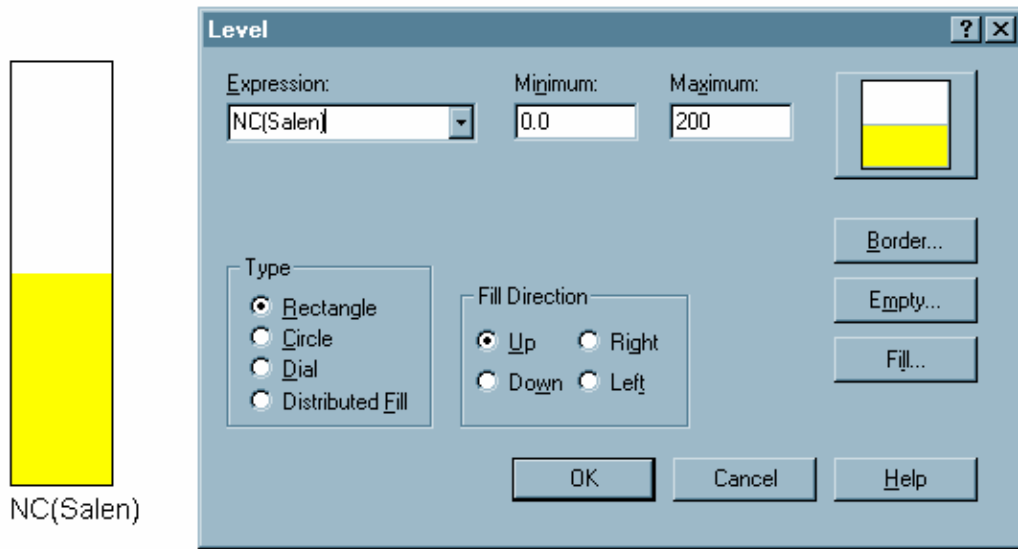 Level
Expression: Minimum: Maximum:
NC(Salen) 0.0 200
Border...
Type
Rectangle
Circle
Dial
Distributed Fill
Fill Direction
Up Right
Down Left
Empty...
Fill...
OK Cancel Help
NC(Salen)